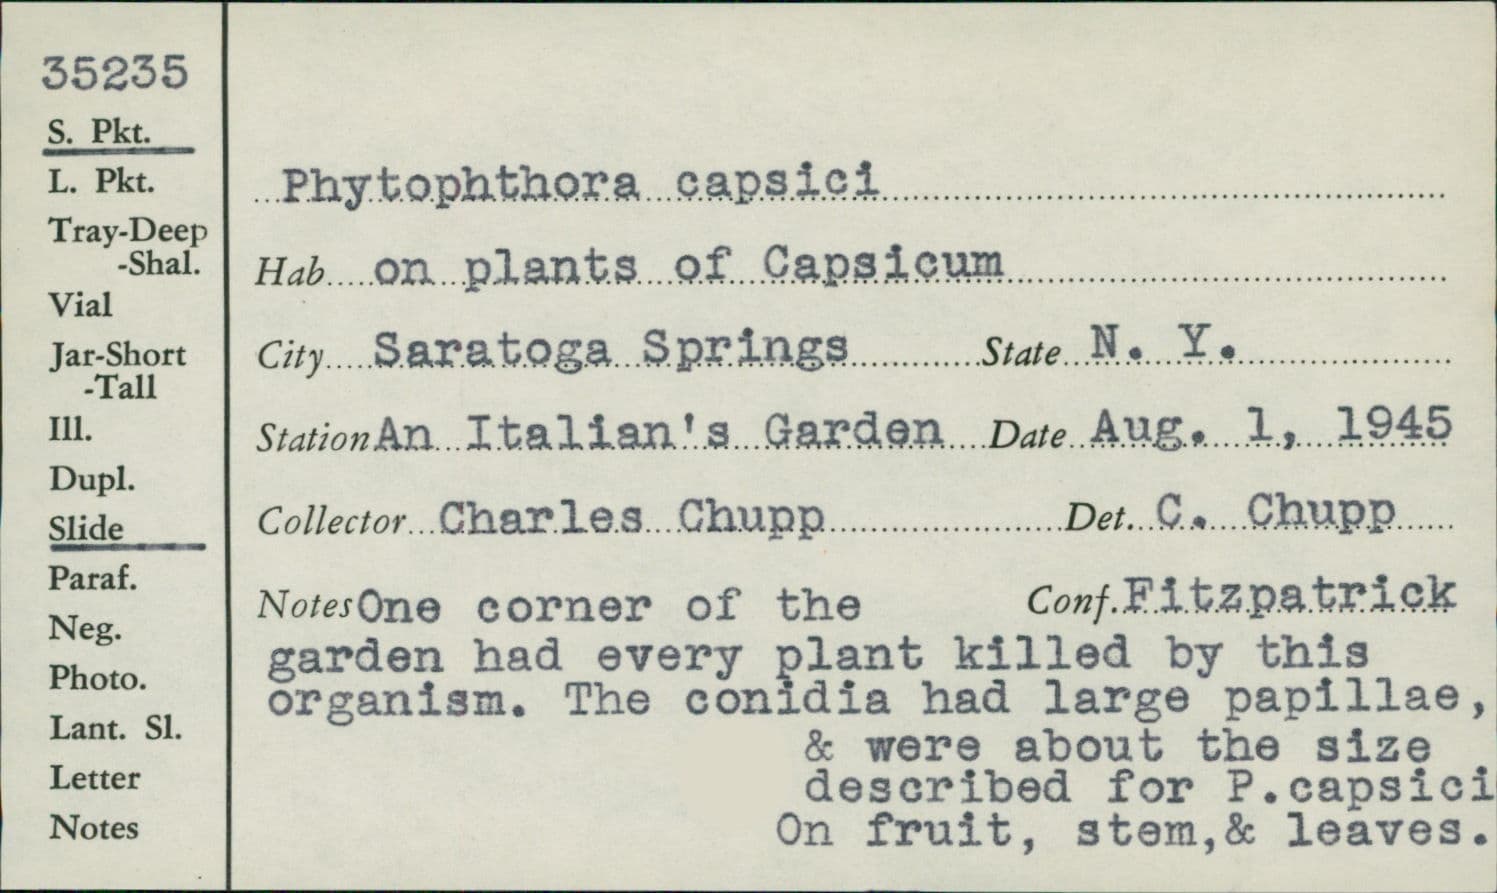 35235
S. Pkt.
L. Pkt.
Tray-Deep
-Shal.
Vial
Jar-Short
-Tall
Ill.
Dupl.
Slide
Paraf.
Neg.
Photo.
Lant. Sl.
Letter
Notes
Phytophthora capsici
Hab on plants of Capsicum
City Saratoga Springs State N. Y.
Station An Italian's Garden Date Aug. 1, 1945
Collector Charles Chupp Det. C. Chupp
Notes One corner of the Conf. Fitzpatrick
garden had every plant killed by this
organism. The conidia had large papillae,
& were about the size
described for P.capsici
On fruit, stem,& leaves.